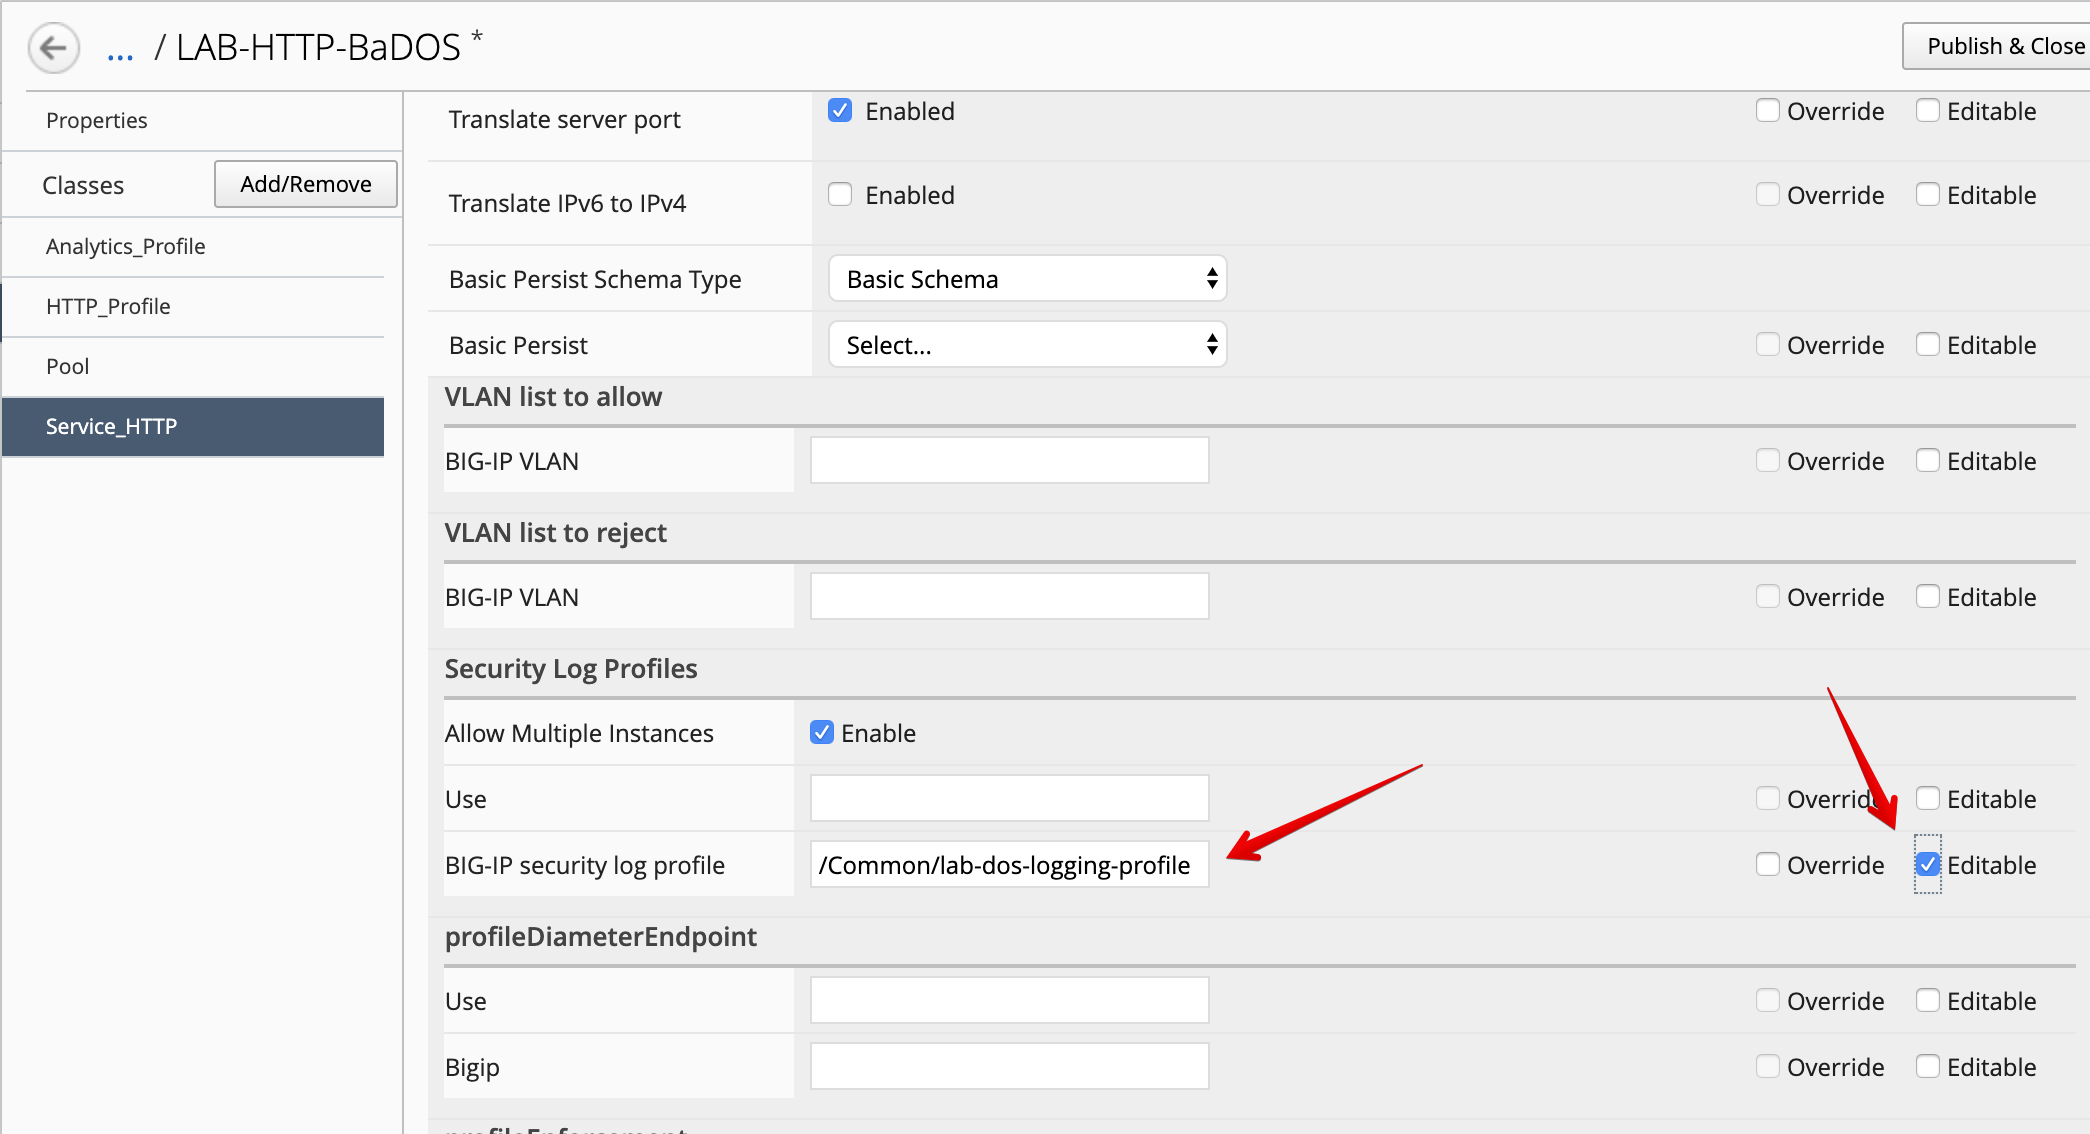 ... / LAB-HTTP-BaDOS *
Publish & Close
Properties
Classes
Add/Remove
Analytics_Profile
HTTP_Profile
Pool
Service_HTTP
Translate server port Enabled Override Editable
Translate IPv6 to IPv4 Enabled Override Editable
Basic Persist Schema Type Basic Schema
Basic Persist Select... Override Editable
VLAN list to allow
BIG-IP VLAN Override Editable
VLAN list to reject
BIG-IP VLAN Override Editable
Security Log Profiles
Allow Multiple Instances Enable
Use Override Editable
BIG-IP security log profile /Common/lab-dos-logging-profile Override Editable
profileDiameterEndpoint
Use Override Editable
Bigip Override Editable
profileEnforcement